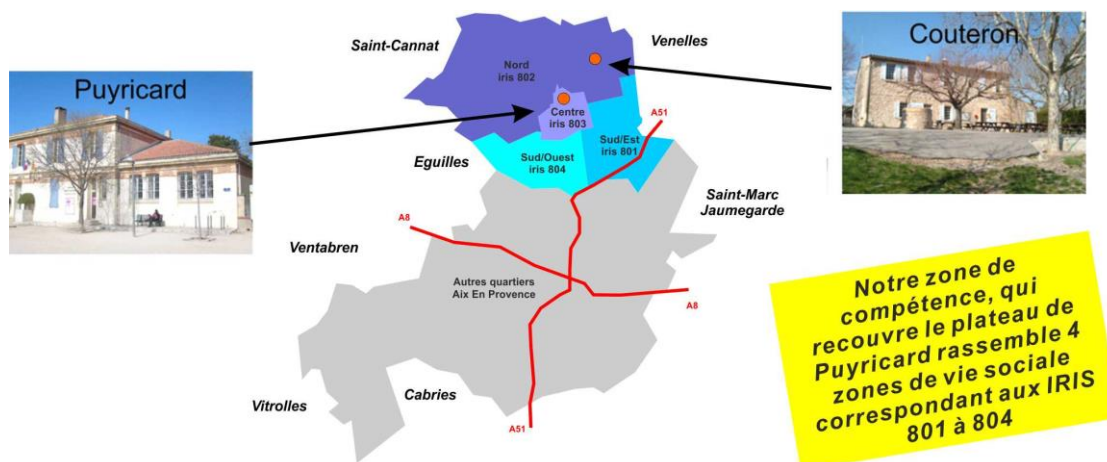 Saint-Cannat
Venelles
Couteron
Puyricard
Nord
iris 802
Centre
iris 803
A51
Sud/Est
iris 801
Sud/Ouest
iris 804
Eguilles
Saint-Marc
Jaumegarde
A8
Ventabren
Autres quartiers
Aix En Provence
A8
Notre zone de
compétence, qui
recouvre le plateau de
Puyricard rassemble 4
zones de vie sociale
correspondant aux IRIS
801 à 804
Cabries
Vitrolles
A51